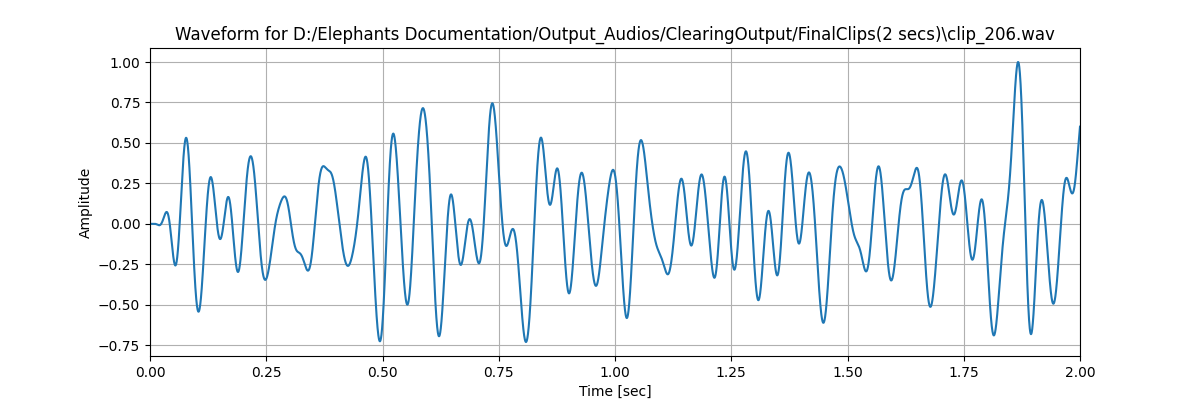 Waveform for D:/Elephants Documentation/Output_Audios/ClearingOutput/FinalClips(2 secs)\clip_206.wav
1.00
0.75
0.50
0.25
0.00
−0.25
−0.50
−0.75
Amplitude
0.00 0.25 0.50 0.75 1.00 1.25 1.50 1.75 2.00
Time [sec]